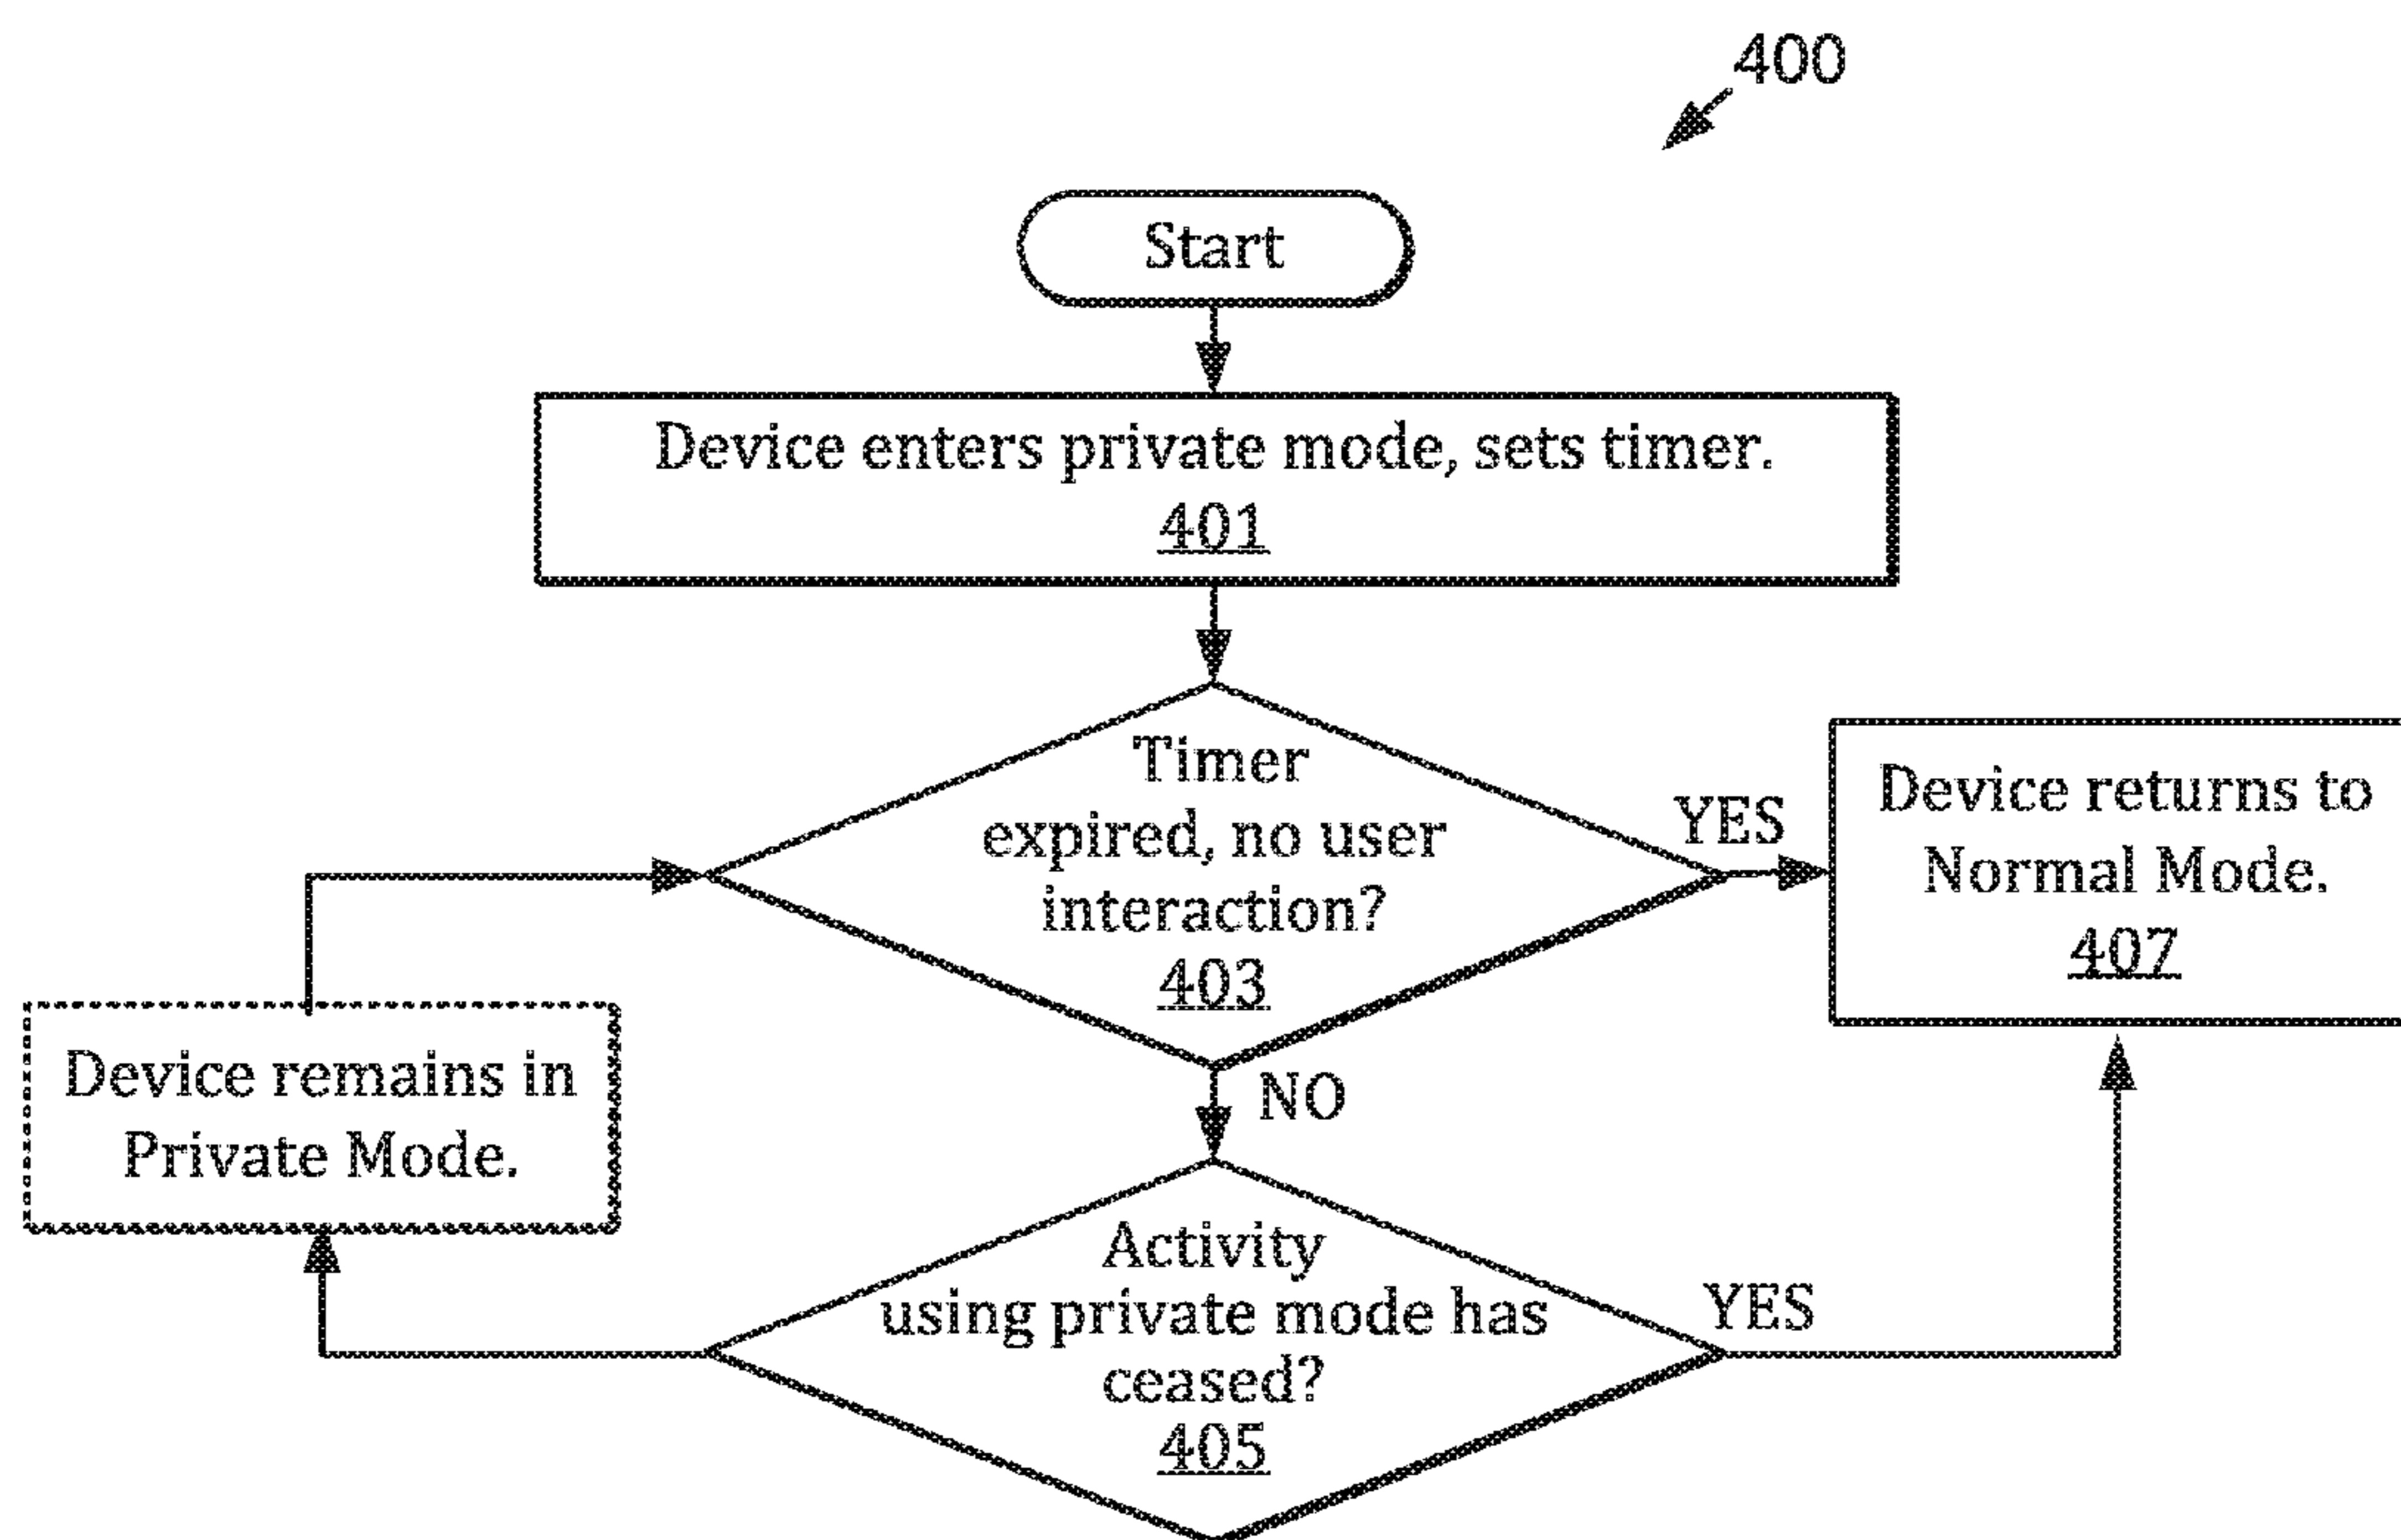 400
Start
Device enters private mode, sets timer.
401
Timer
expired, no user
interaction?
403
YES
Device returns to
Normal Mode.
407
NO
Device remains in
Private Mode.
Activity
using private mode has
ceased?
405
YES